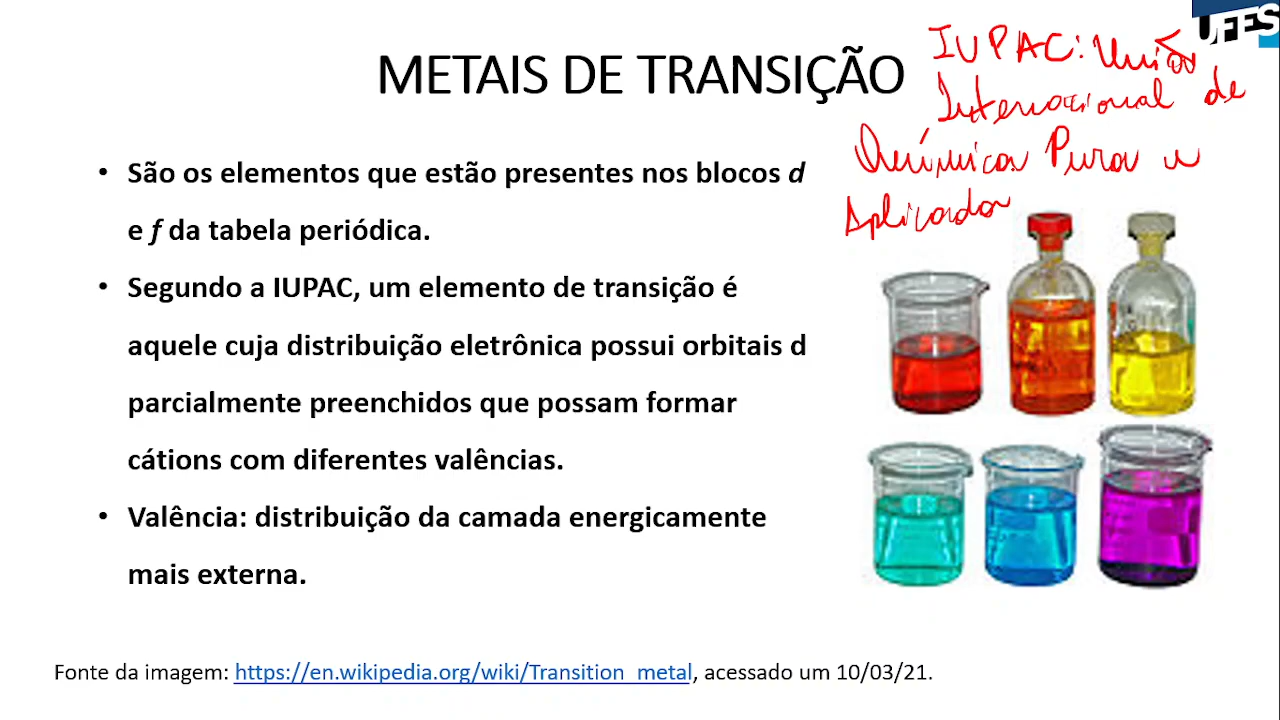 UFES
METAIS DE TRANSIÇÃO
IUPAC: União
Internacional de
Química Pura e
Aplicada
• São os elementos que estão presentes nos blocos d
e f da tabela periódica.
• Segundo a IUPAC, um elemento de transição é
aquele cuja distribuição eletrônica possui orbitais d
parcialmente preenchidos que possam formar
cátions com diferentes valências.
• Valência: distribuição da camada energicamente
mais externa.
Fonte da imagem: https://en.wikipedia.org/wiki/Transition_metal, acessado um 10/03/21.